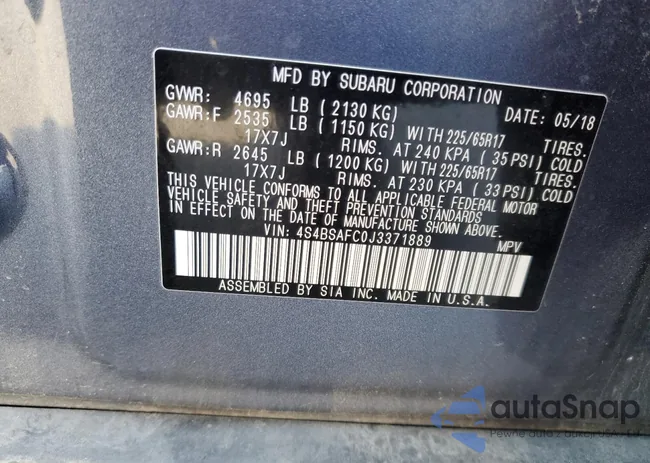 MFD BY SUBARU CORPORATION
GVWR: 4695 LB (2130 KG) DATE: 05/18
GAWR:F 2535 LB (1150 KG) WITH 225/65R17 TIRES.
17X7J RIMS. AT 240 KPA (35 PSI) COLD
GAWR:R 2645 LB (1200 KG) WITH 225/65R17 TIRES.
17X7J RIMS. AT 230 KPA (33 PSI) COLD
THIS VEHICLE CONFORMS TO ALL APPLICABLE FEDERAL MOTOR
VEHICLE SAFETY AND THEFT PREVENTION STANDARDS
IN EFFECT ON THE DATE OF MANUFACTURE SHOWN ABOVE.
VIN: 4S4BSAFC0J3371889 MPV
ASSEMBLED BY SIA INC. MADE IN U.S.A.
autaSnap
Pewne auta z aukcji